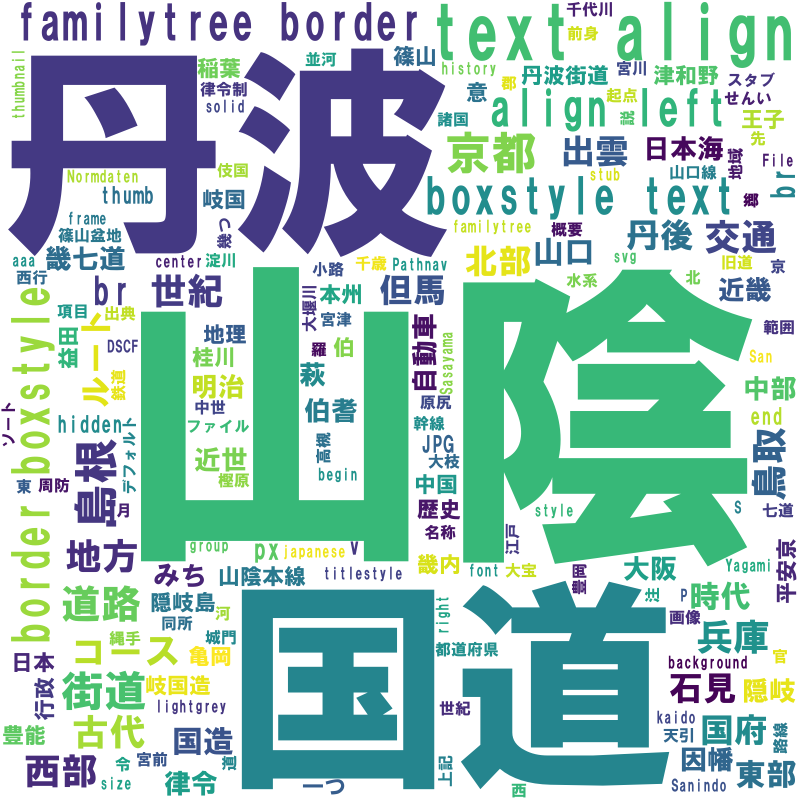 familytree border
text align
千代川
前身
thumbnail
並河
篠山
history
稲葉
律令制
solid
諸国
意
丹波街道
郡
宮川
起点
津和野
スタブ
せんい
丹波
align left
説
王子
先
京都
出雲
日本海
地域
File
山口線
stub
br
Normdaten
thumb
伎国
岐国
boxstyle text
郷
frame
篠山盆地
幾つ
familytree
概要
丹後
交通
aaa
西行
畿七道
center
淀川
千歳
Pathnav
北部
山口
svg
旧道
京
小路
水系
北
近畿
br
世紀
大堰川
本州
宮津
但馬
項目
出典
益田
ルート
DSCF
鉄道
地理
桂川
羅
伯
自動車
Sasayama
範囲
San
明治
萩
中部
山陰
原尻
hidden
中世
伯耆
end
ソート
デフォルト
ファイル
幹線
鳥取
近世
高槻
JPG
大枝
島根
begin
中国
樫原
東
周防
月
歴史
style
S
七道
名称
江戸
boxstyle
border
地方
group
px
japanese
v
畿内
みち
山陰本線
titlestyle
font
大宝
豊岡
大阪
Yagami
平安京
道路
隠岐島
河
同所
right
注
P
時代
画像
縄手
城門
国道
都道府県
兵庫
コース
亀岡
日本
官
background
行政
街道
岐国造
石見
隠岐
lightgrey
世紀
kaido
天引
豊能
古代
国造
国府
路線
上記
因幡
西部
令
宮前
道
size
律令
一つ
西
Sanindo
東部